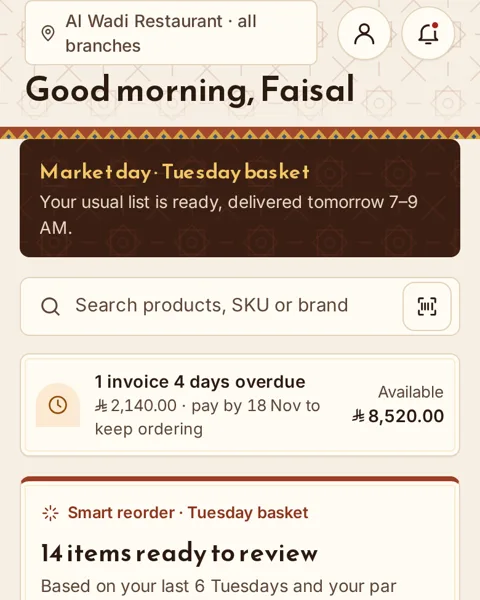 Al Wadi Restaurant · all
branches
Good morning, Faisal
Market day · Tuesday basket
Your usual list is ready, delivered tomorrow 7–9
AM.
Search products, SKU or brand
1 invoice 4 days overdue
⃁ 2,140.00 · pay by 18 Nov to
keep ordering
Available
⃁ 8,520.00
Smart reorder · Tuesday basket
14 items ready to review
Based on your last 6 Tuesdays and your par